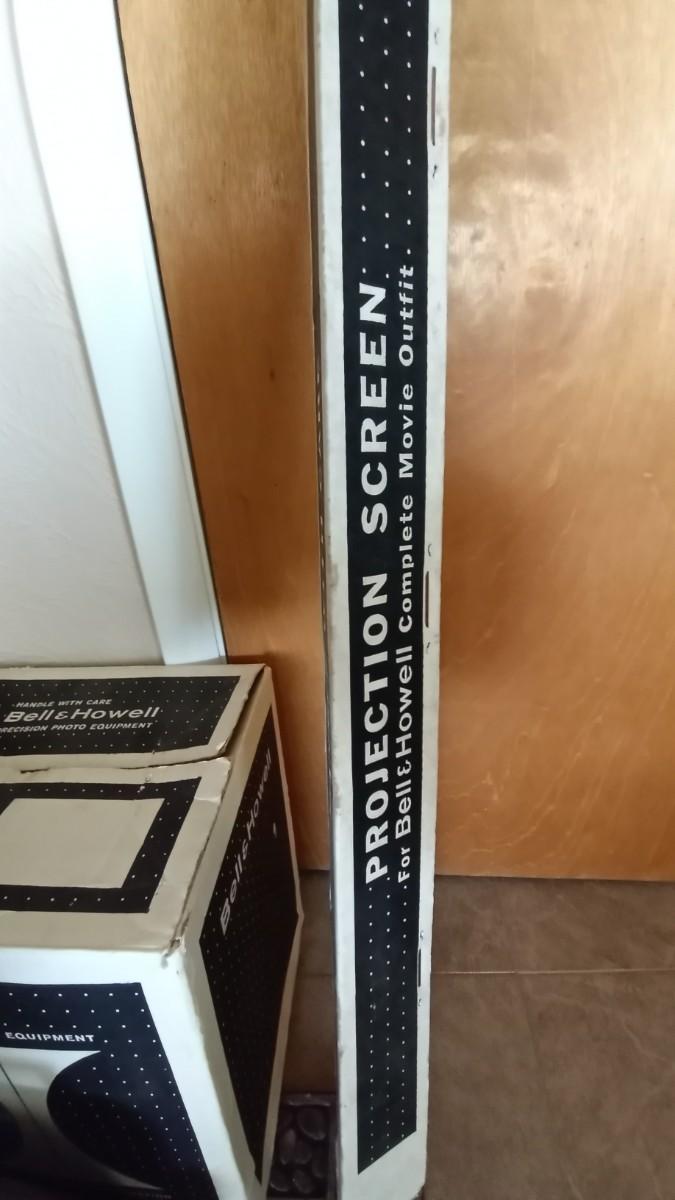 PROJECTION SCREEN
For Bell & Howell Complete Movie Outfit
HANDLE WITH CARE
Bell & Howell
PRECISION PHOTO EQUIPMENT
Bell & Howell
EQUIPMENT